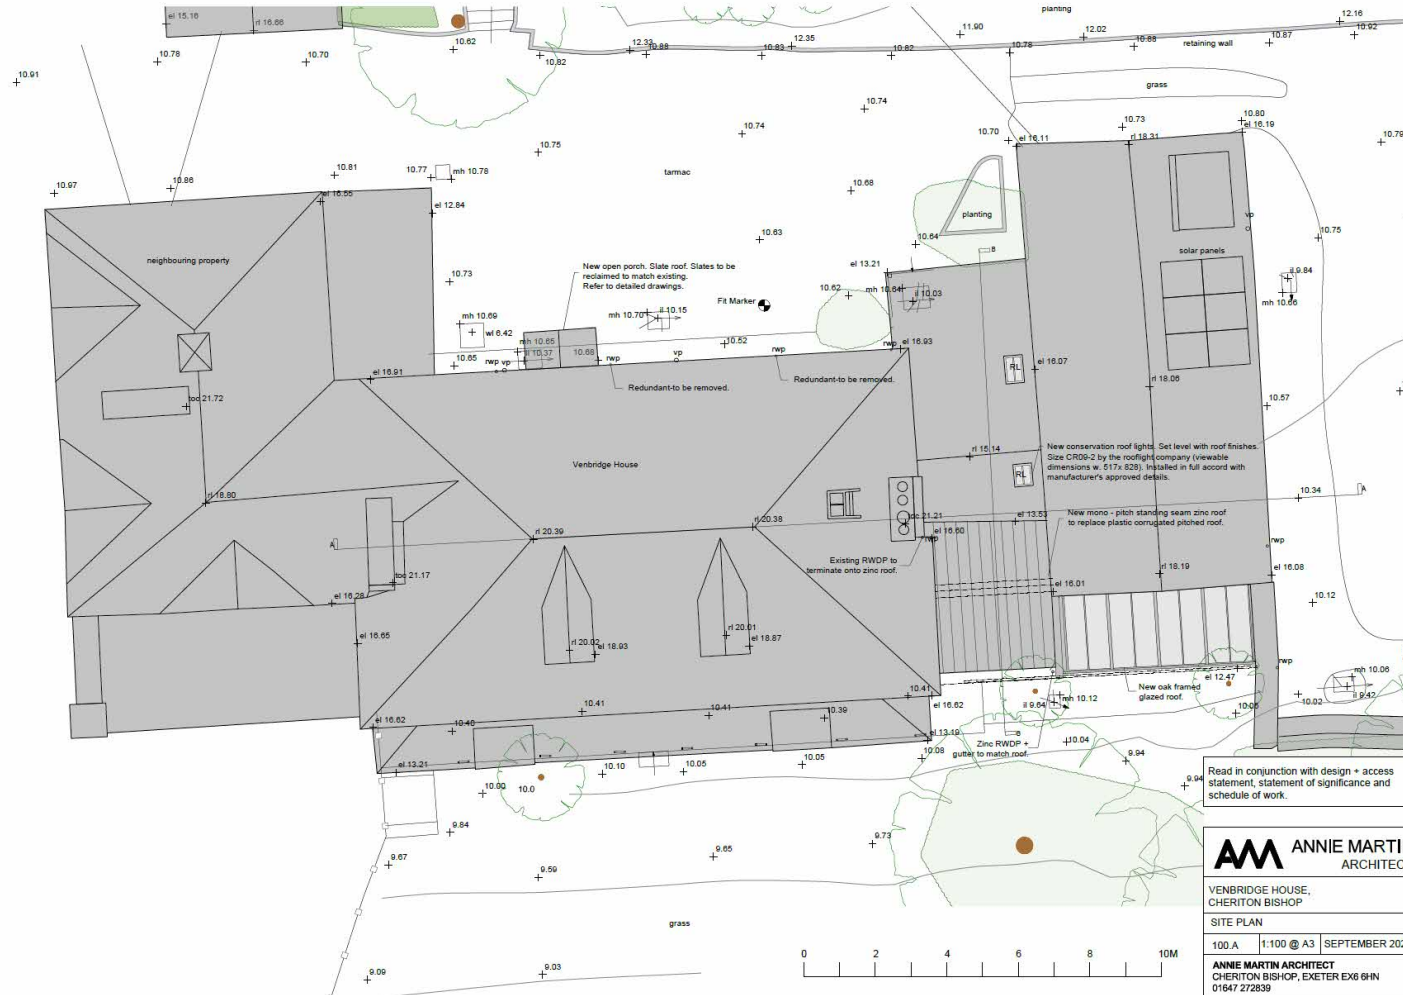 planting
el 15.16
rl 16.66
10.62
12.33
10.88
12.35
10.83
11.90
12.02
12.16
10.78
10.70
10.82
10.82
10.78
10.88
retaining wall
10.87
10.92
10.91
grass
10.74
10.74
10.75
10.70
el 16.11
10.73
rl 18.31
10.80
el 16.19
10.79
10.97
10.86
10.81
el 16.55
10.77
mh 10.78
tarmac
10.68
el 12.84
planting
vp
neighbouring property
10.63
10.64
10.75
solar panels
10.73
New open porch. Slate roof. Slates to be
reclaimed to match existing.
Refer to detailed drawings.
el 13.21
B
il 9.84
mh 10.66
Fit Marker
10.62
mh 10.64
il 10.03
mh 10.70
il 10.15
mh 10.69
wl 6.42
mh 10.65
10.65
rwp
vp
il 10.37
10.68
rwp
vp
10.52
rwp
rwp
el 16.93
el 16.91
Redundant-to be removed.
Redundant-to be removed.
RL
el 16.07
rl 18.06
toc 21.72
10.57
Venbridge House
rl 15.14
New conservation roof lights. Set level with roof finishes.
Size CR09-2 by the rooflight company (viewable
dimensions w. 517x 828). Installed in full accord with
manufacturer's approved details.
RL
rl 18.80
10.34
A
toc 21.21
el 13.53
New mono - pitch standing seam zinc roof
to replace plastic corrugated pitched roof.
rl 20.39
rl 20.38
el 16.60
rwp
rwp
A
Existing RWDP to
terminate onto zinc roof.
toc 21.17
rl 18.19
el 16.08
el 16.01
el 16.28
10.12
el 16.65
rl 20.02
el 18.93
rl 20.01
el 18.87
rwp
mh 10.06
il 9.42
el 12.47
New oak framed
glazed roof.
10.41
el 16.62
mh 10.12
il 9.64
10.02
10.06
10.41
10.41
10.39
el 16.62
10.40
el 13.19
B
Zinc RWDP +
gutter to match roof.
10.04
10.08
9.94
el 13.21
10.10
10.05
10.05
10.00
10.0
9.94
Read in conjunction with design + access
statement, statement of significance and
schedule of work.
9.84
9.73
9.67
9.65
9.59
ANNIE MARTI
ARCHITEC
VENBRIDGE HOUSE,
CHERITON BISHOP
grass
SITE PLAN
100.A 1:100 @ A3 SEPTEMBER 202
0 2 4 6 8 10M
9.09
9.03
ANNIE MARTIN ARCHITECT
CHERITON BISHOP, EXETER EX6 6HN
01647 272839